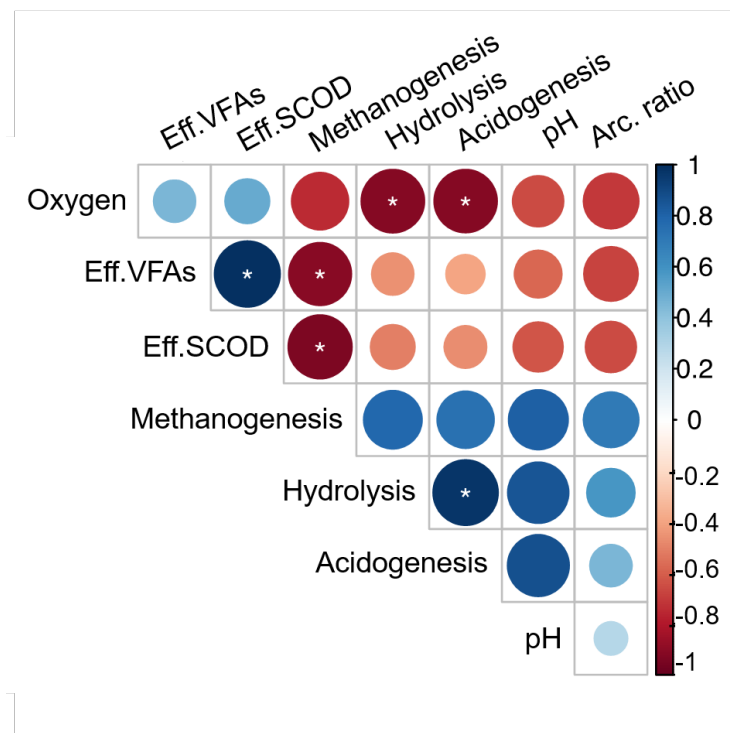 Eff.VFAs
Eff.SCOD
Methanogenesis
Hydrolysis
Acidogenesis
pH
Arc. ratio
Oxygen
* *
Eff.VFAs
* *
Eff.SCOD
*
Methanogenesis
Hydrolysis
*
Acidogenesis
pH
1
0.8
0.6
0.4
0.2
0
-0.2
-0.4
-0.6
-0.8
-1